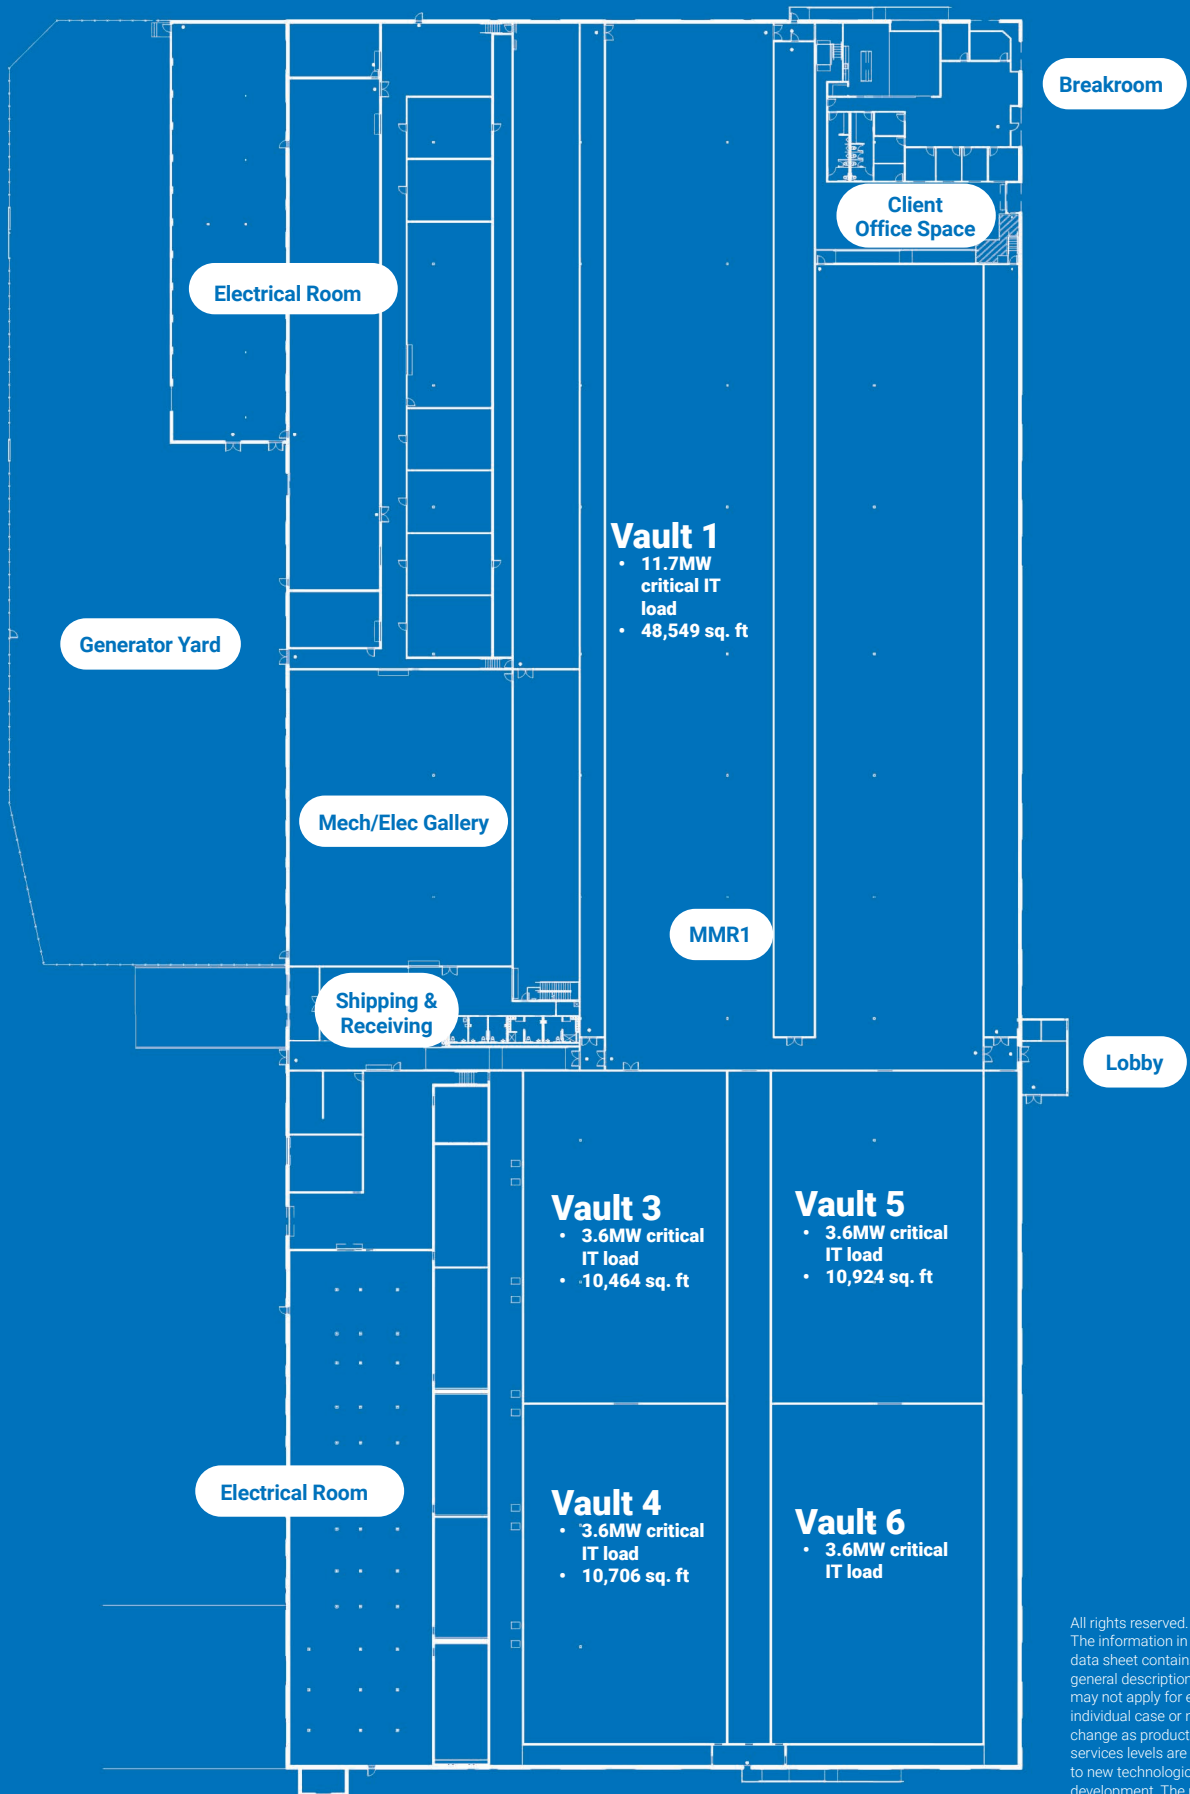 Breakroom
Client
Office Space
Electrical Room
Vault 1
• 11.7MW
critical IT
load
• 48,549 sq. ft
Generator Yard
Mech/Elec Gallery
MMR1
Shipping &
Receiving
Lobby
Vault 3
• 3.6MW critical
IT load
• 10,464 sq. ft
Vault 5
• 3.6MW critical
IT load
• 10,924 sq. ft
Electrical Room
Vault 4
• 3.6MW critical
IT load
• 10,706 sq. ft
Vault 6
• 3.6MW critical
IT load
All rights reserved.
The information in
data sheet contain
general description
may not apply for
individual case or
change as product
services levels are
to new technologic
development. The